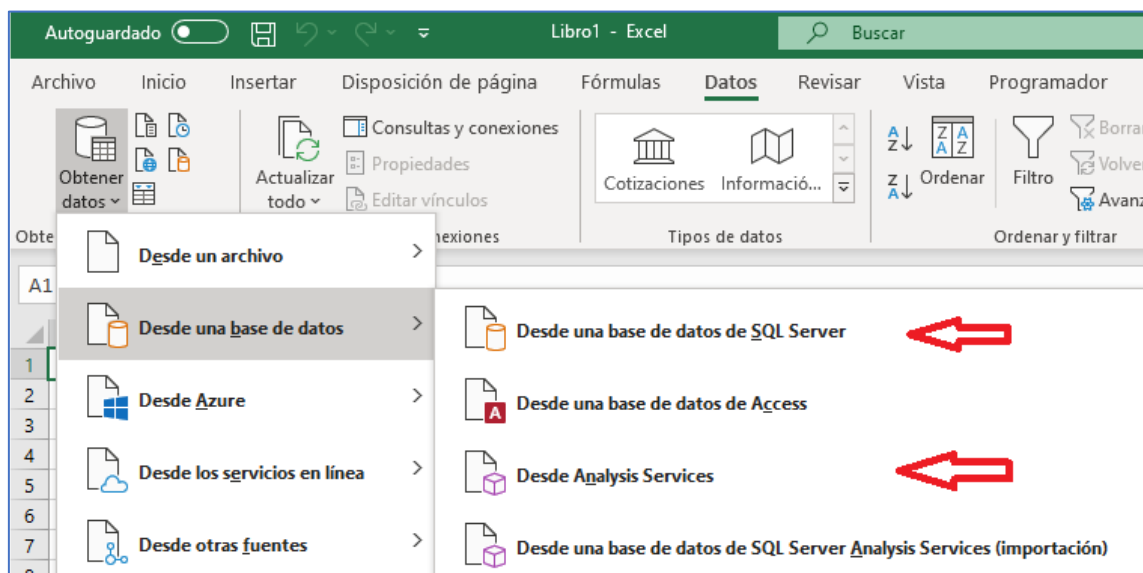 Autoguardado
Libro1 - Excel
Buscar
Archivo Inicio Insertar Disposición de página Fórmulas Datos Revisar Vista Programador
Obtener datos
Actualizar todo
Consultas y conexiones
Propiedades
Editar vínculos
Cotizaciones Informació...
Ordenar
Filtro
Borrar
Volve
Avanz
Obte
nexiones
Tipos de datos
Ordenar y filtrar
A1
Desde un archivo
Desde una base de datos
Desde Azure
Desde los servicios en línea
Desde otras fuentes
Desde una base de datos de SQL Server
Desde una base de datos de Access
Desde Analysis Services
Desde una base de datos de SQL Server Analysis Services (importación)
1
2
3
4
5
6
7